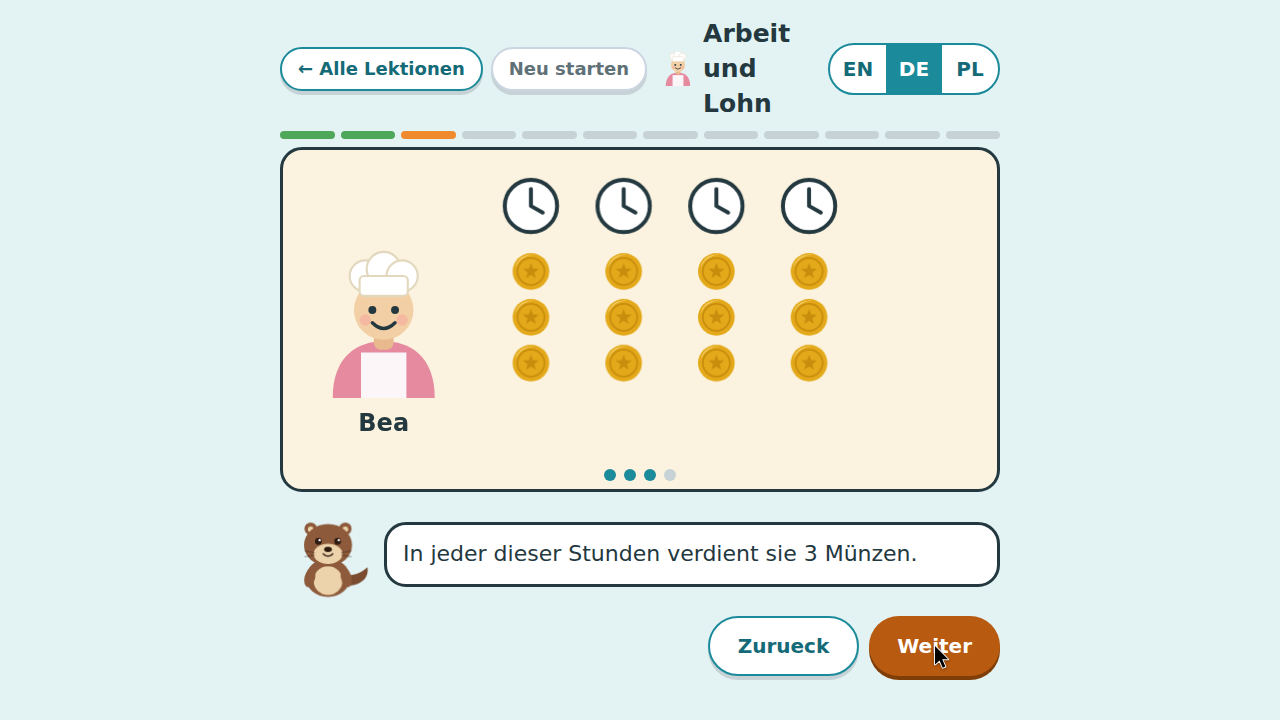 ← Alle Lektionen
Neu starten
Arbeit
und
Lohn
EN
DE
PL
Bea
In jeder dieser Stunden verdient sie 3 Münzen.
Zurueck
Weiter